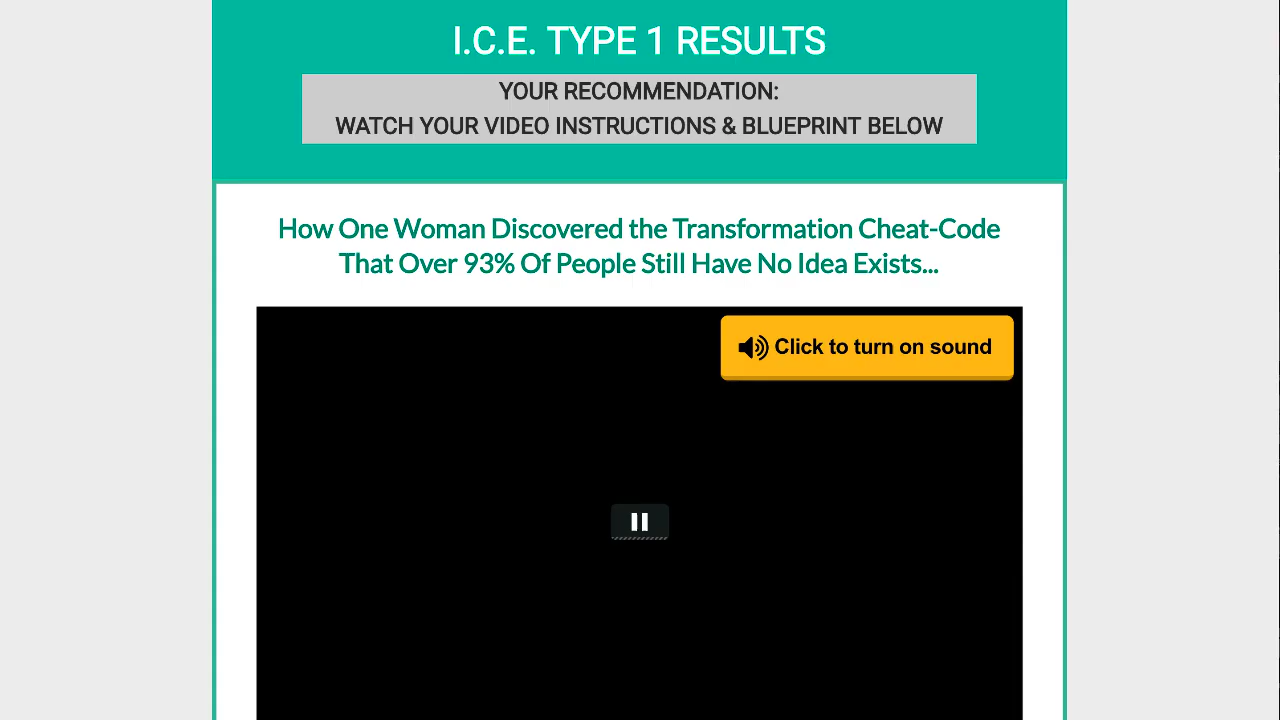 I.C.E. TYPE 1 RESULTS
YOUR RECOMMENDATION:
WATCH YOUR VIDEO INSTRUCTIONS & BLUEPRINT BELOW
How One Woman Discovered the Transformation Cheat-Code
That Over 93% Of People Still Have No Idea Exists...
Click to turn on sound